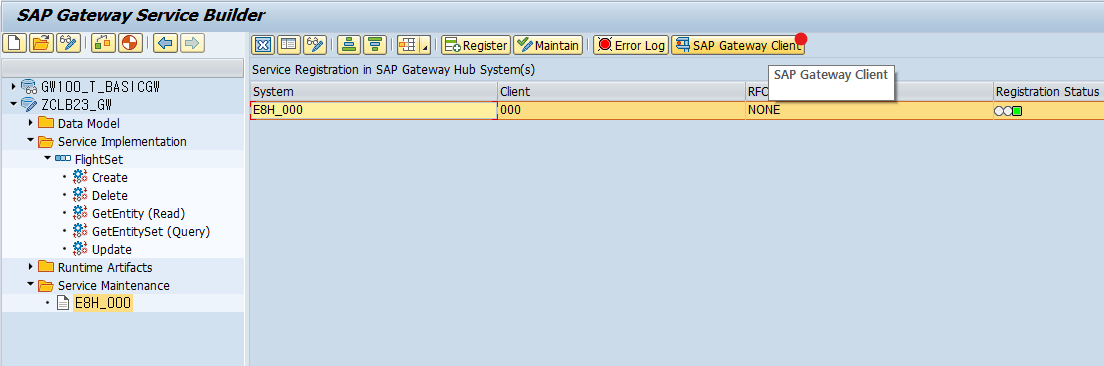 SAP Gateway Service Builder
Register Maintain Error Log SAP Gateway Client
GW100_T_BASICGW
ZCLB23_GW
Data Model
Service Implementation
FlightSet
Create
Delete
GetEntity (Read)
GetEntitySet (Query)
Update
Runtime Artifacts
Service Maintenance
E8H_000
Service Registration in SAP Gateway Hub System(s)
SAP Gateway Client
System Client RFC Registration Status
E8H_000 000 NONE